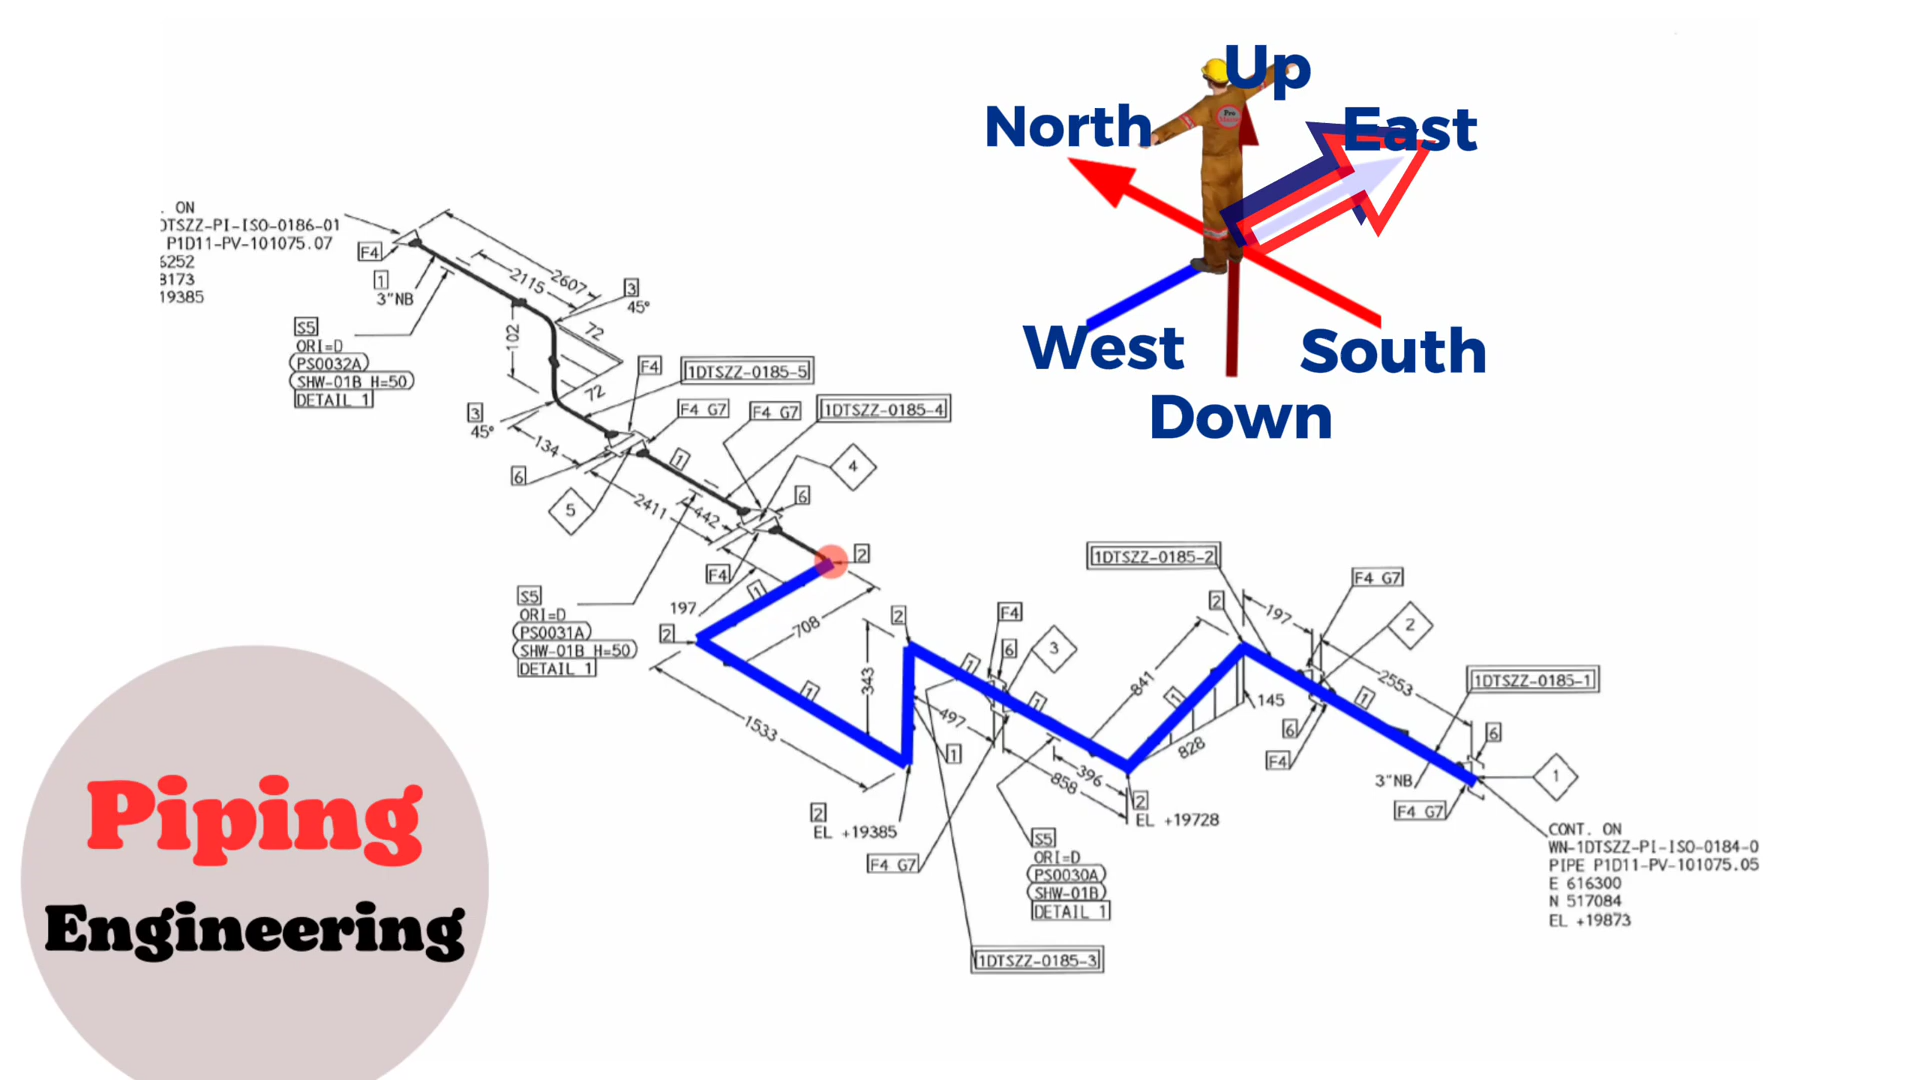 Up
North
East
West
South
Down
. ON
DTSZZ-PI-ISO-0186-01
P1D11-PV-101075.07
6252
8173
19385
F4
1
3"NB
2607
2115
3
45°
S5
ORI=D
PS0032A
SHW-01B H=50
DETAIL 1
102
72
72
F4
1DTSZZ-0185-5
3
45°
F4 G7
F4 G7
1DTSZZ-0185-4
134
6
1
4
6
5
2411
442
F4
2
S5
ORI=D
PS0031A
SHW-01B H=50
DETAIL 1
197
1
708
2
1
1533
343
2
F4
6
3
1
1
497
1
396
858
2
EL +19385
F4 G7
S5
ORI=D
PS0030A
SHW-01B
DETAIL 1
1DTSZZ-0185-3
2
EL +19728
1DTSZZ-0185-2
2
197
F4 G7
2
841
1
145
828
2553
1
6
F4
1DTSZZ-0185-1
6
3"NB
F4 G7
1
CONT. ON
WN-1DTSZZ-PI-ISO-0184-0
PIPE P1D11-PV-101075.05
E 616300
N 517084
EL +19873
Piping
Engineering